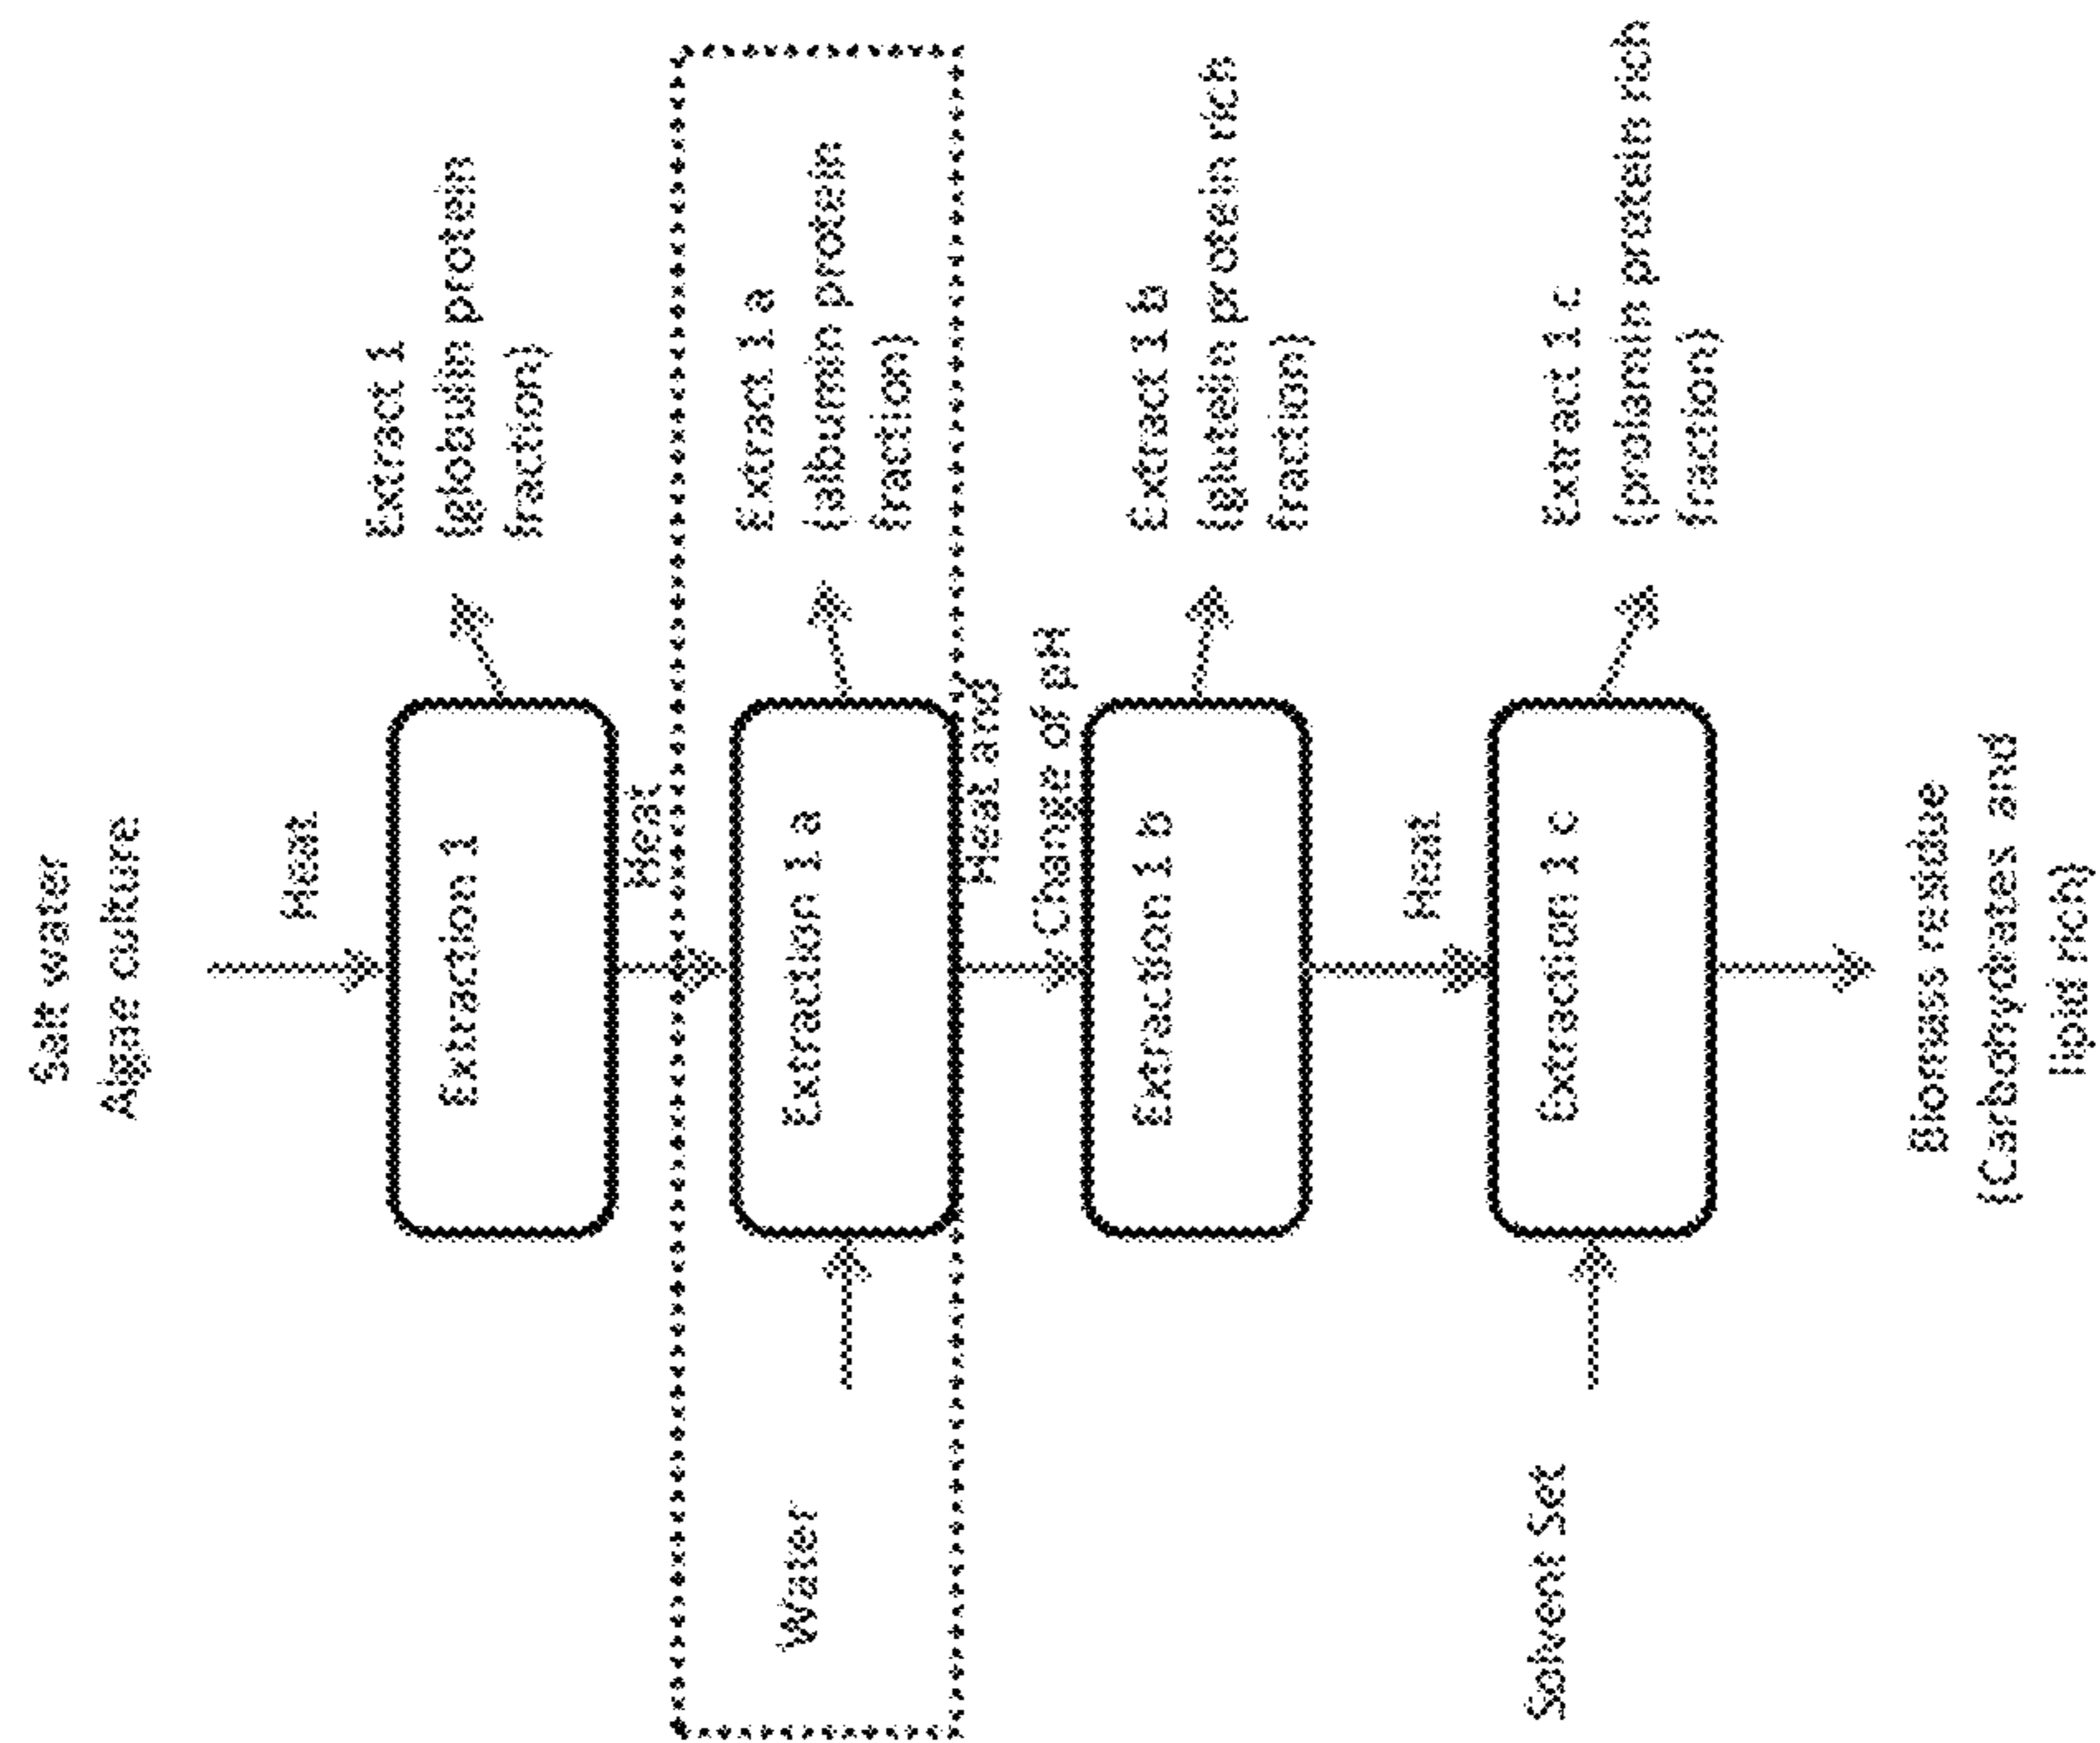 Salt water
Algae culture
Heat
Extraction 1
Extract 1
(globulin protein
fraction)
Heat
Water
Extraction 1 a
Extract 1 a
(albumin protein
fraction)
Heat and
Change of pH
Extraction 1 b
Extract 1 b
(glutelin protein rich
fraction)
Heat
Solvent Set
Extraction 1 c
Extract 1 c
(prolamin protein rich
fraction)
Biomass residue
(Carbohydrates and
lipid rich)